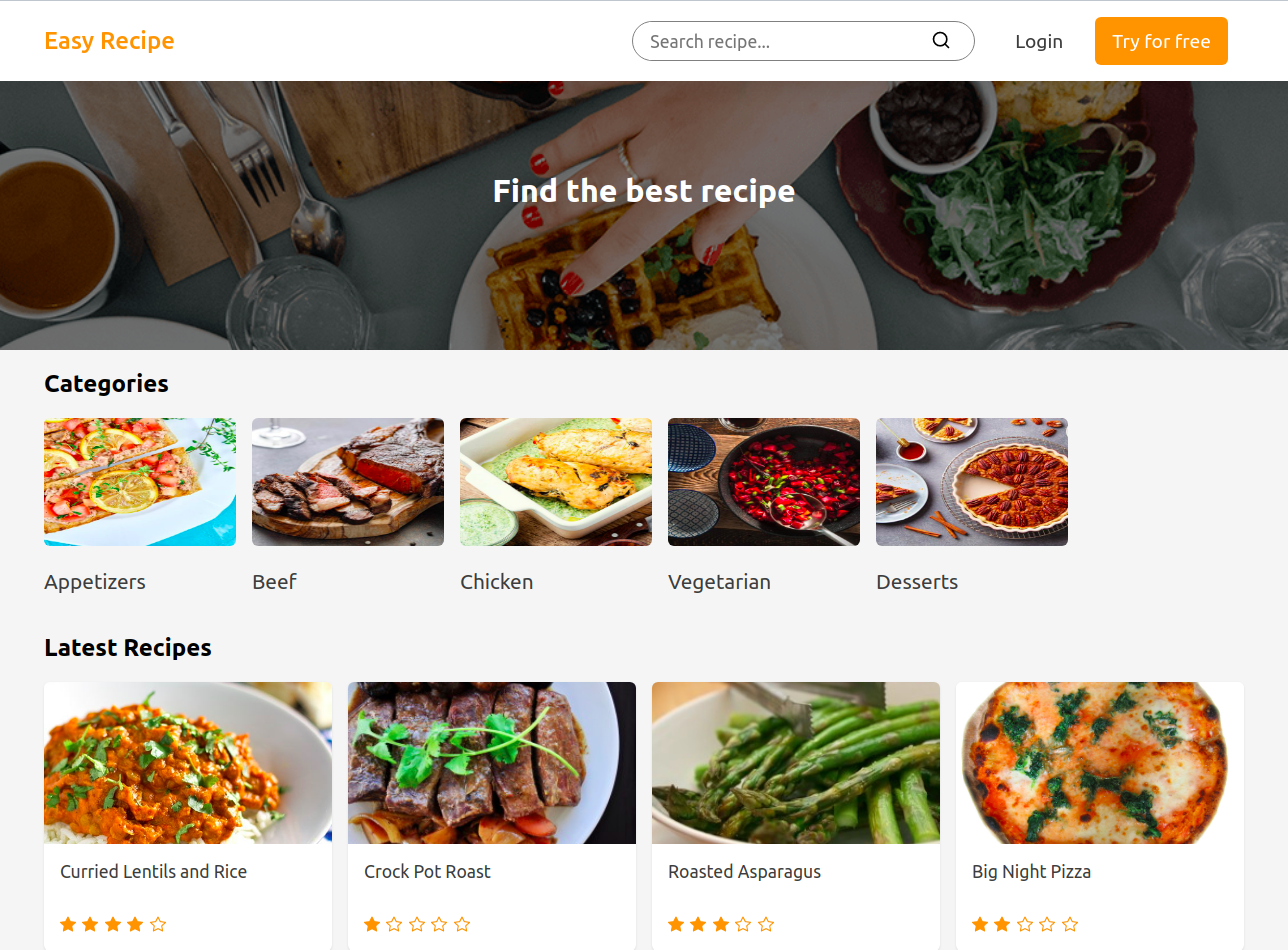 Easy Recipe
Search recipe...
Login
Try for free
Find the best recipe
Categories
Appetizers
Beef
Chicken
Vegetarian
Desserts
Latest Recipes
Curried Lentils and Rice
Crock Pot Roast
Roasted Asparagus
Big Night Pizza